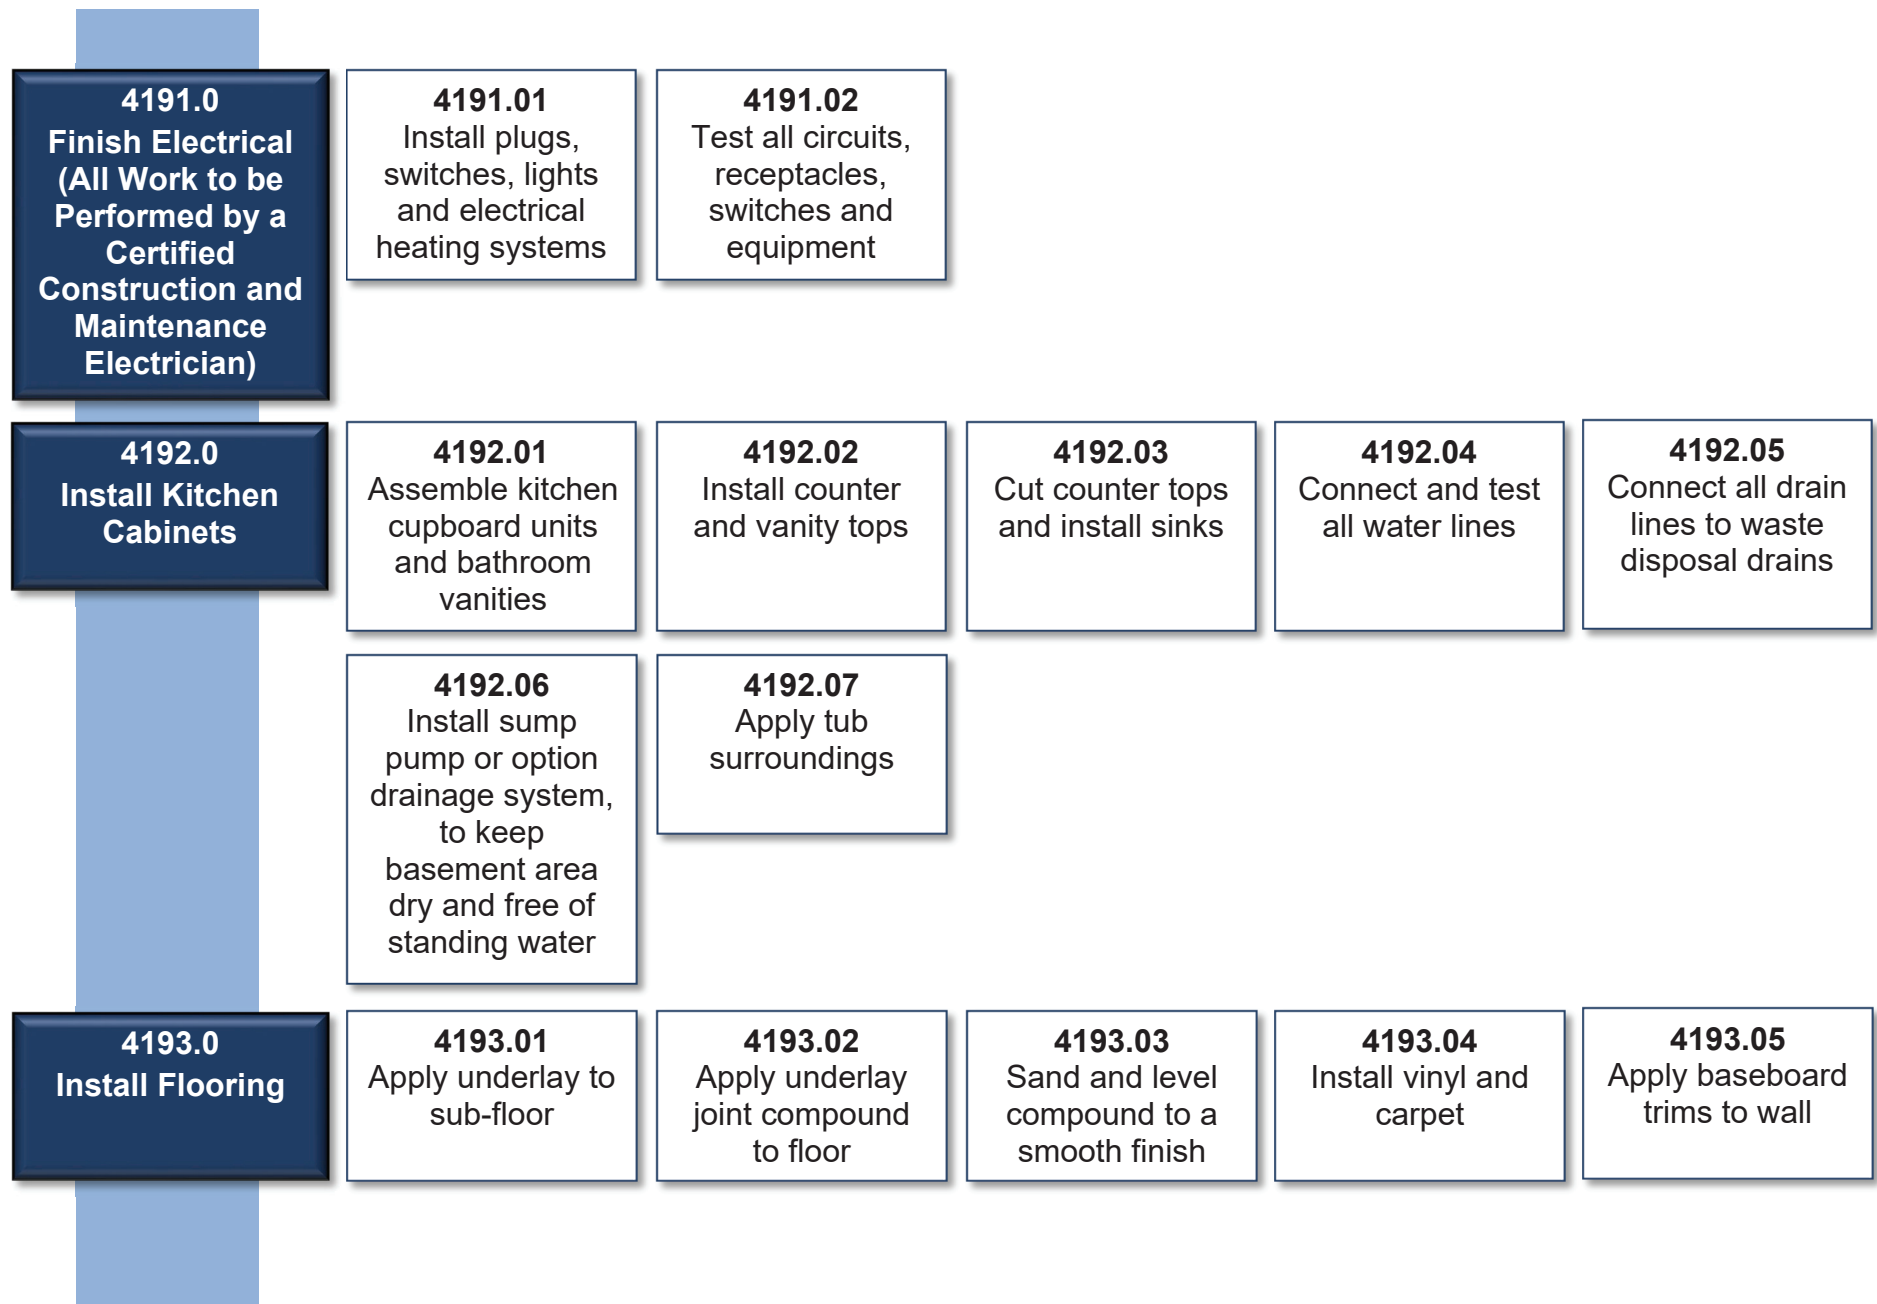 4191.0
Finish Electrical
(All Work to be
Performed by a
Certified
Construction and
Maintenance
Electrician)
4191.01
Install plugs,
switches, lights
and electrical
heating systems
4191.02
Test all circuits,
receptacles,
switches and
equipment
4192.0
Install Kitchen
Cabinets
4192.01
Assemble kitchen
cupboard units
and bathroom
vanities
4192.02
Install counter
and vanity tops
4192.03
Cut counter tops
and install sinks
4192.04
Connect and test
all water lines
4192.05
Connect all drain
lines to waste
disposal drains
4192.06
Install sump
pump or option
drainage system,
to keep
basement area
dry and free of
standing water
4192.07
Apply tub
surroundings
4193.0
Install Flooring
4193.01
Apply underlay to
sub-floor
4193.02
Apply underlay
joint compound
to floor
4193.03
Sand and level
compound to a
smooth finish
4193.04
Install vinyl and
carpet
4193.05
Apply baseboard
trims to wall